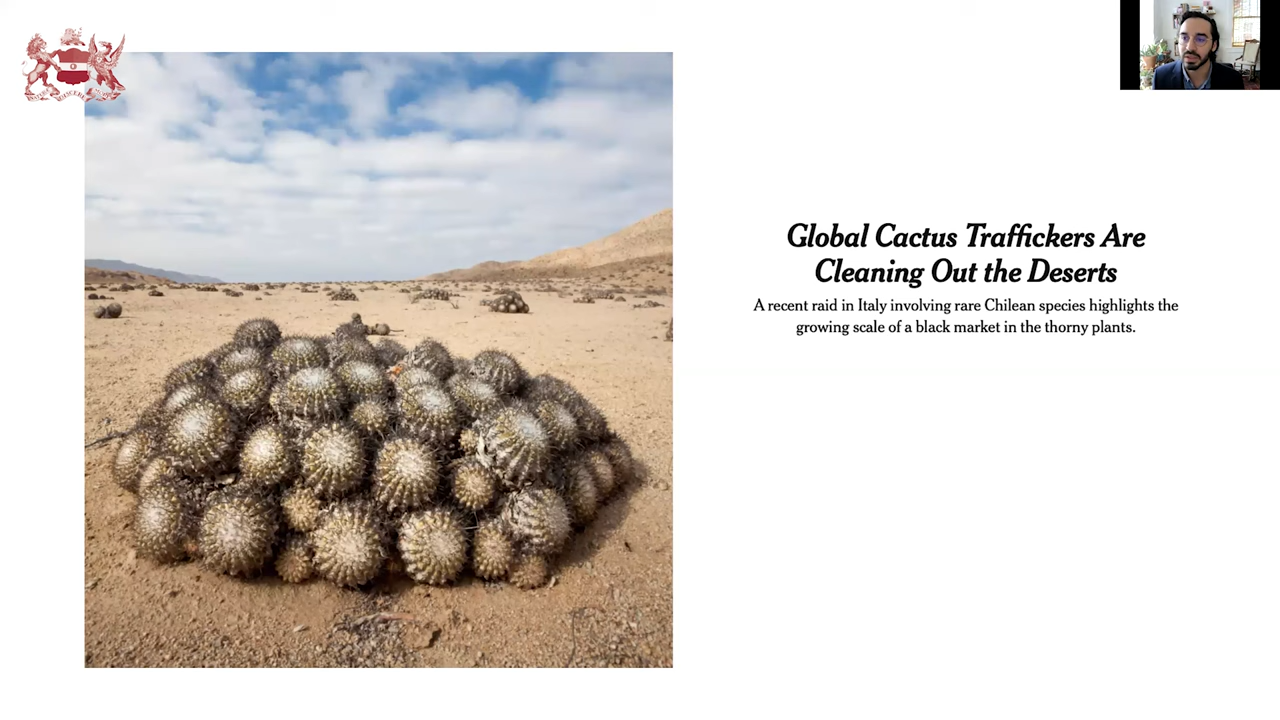 Global Cactus Traffickers Are
Cleaning Out the Deserts
A recent raid in Italy involving rare Chilean species highlights the
growing scale of a black market in the thorny plants.